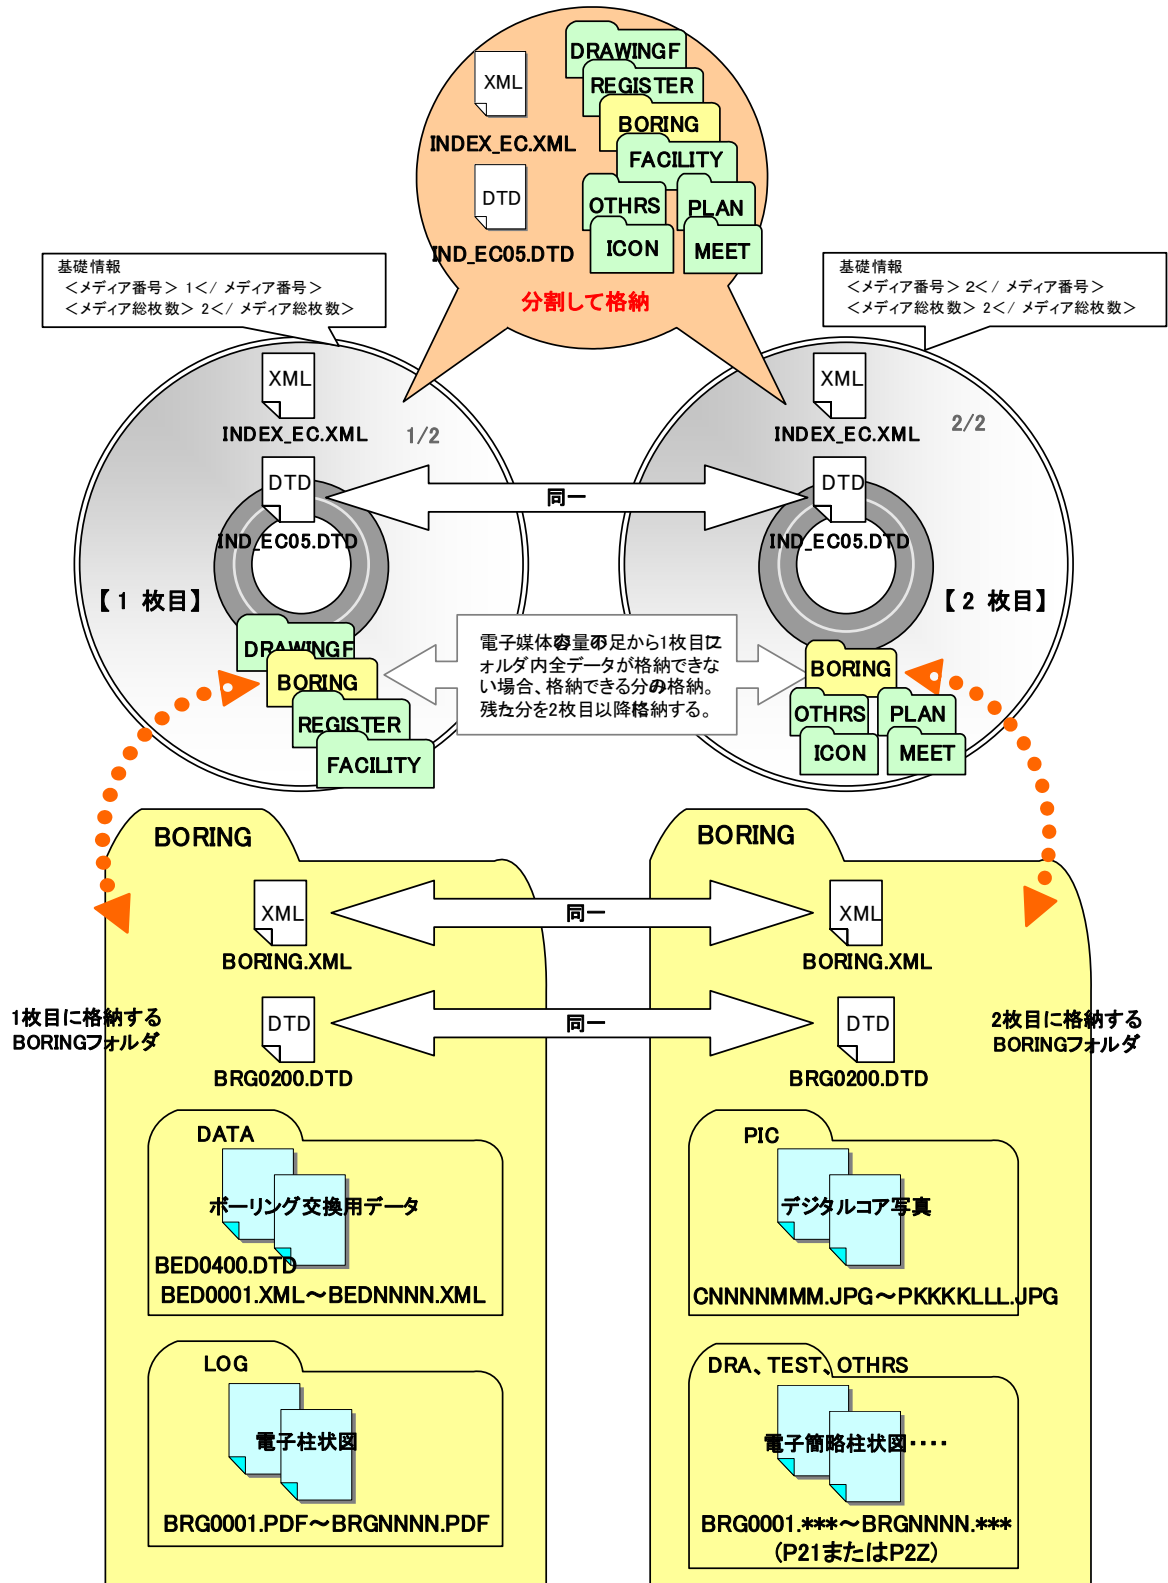 DRAWINGF
XML
REGISTER
BORING
INDEX_EC.XML
FACILITY
DTD
OTHRS
PLAN
IND_EC05.DTD
ICON
MEET
分割して格納
基礎情報
<メディア番号> 1</ メディア番号>
<メディア総枚数> 2</ メディア総枚数>
基礎情報
<メディア番号> 2</ メディア番号>
<メディア総枚数> 2</ メディア総枚数>
XML
INDEX_EC.XML
1/2
DTD
IND_EC05.DTD
【1 枚目】
DRAWINGF
BORING
REGISTER
FACILITY
同一
電子媒体容量不足から1枚目にフ
ォルダ内全データが格納できな
い場合、格納できる分のみ格納。
残った分を2枚目以降に格納する。
XML
INDEX_EC.XML
2/2
DTD
IND_EC05.DTD
【2 枚目】
BORING
OTHRS
PLAN
ICON
MEET
BORING
XML
BORING.XML
同一
1枚目に格納する
BORINGフォルダ
DTD
BRG0200.DTD
同一
DATA
ボーリング交換用データ
BED0400.DTD
BED0001.XML～BEDNNNN.XML
LOG
電子柱状図
BRG0001.PDF～BRGNNNN.PDF
BORING
XML
BORING.XML
2枚目に格納する
BORINGフォルダ
DTD
BRG0200.DTD
PIC
デジタルコア写真
CNNNNMMM.JPG～PKKKKLLL.JPG
DRA、TEST、OTHRS
電子簡略柱状図････
BRG0001.***～BRGNNNN.***
(P21またはP2Z)